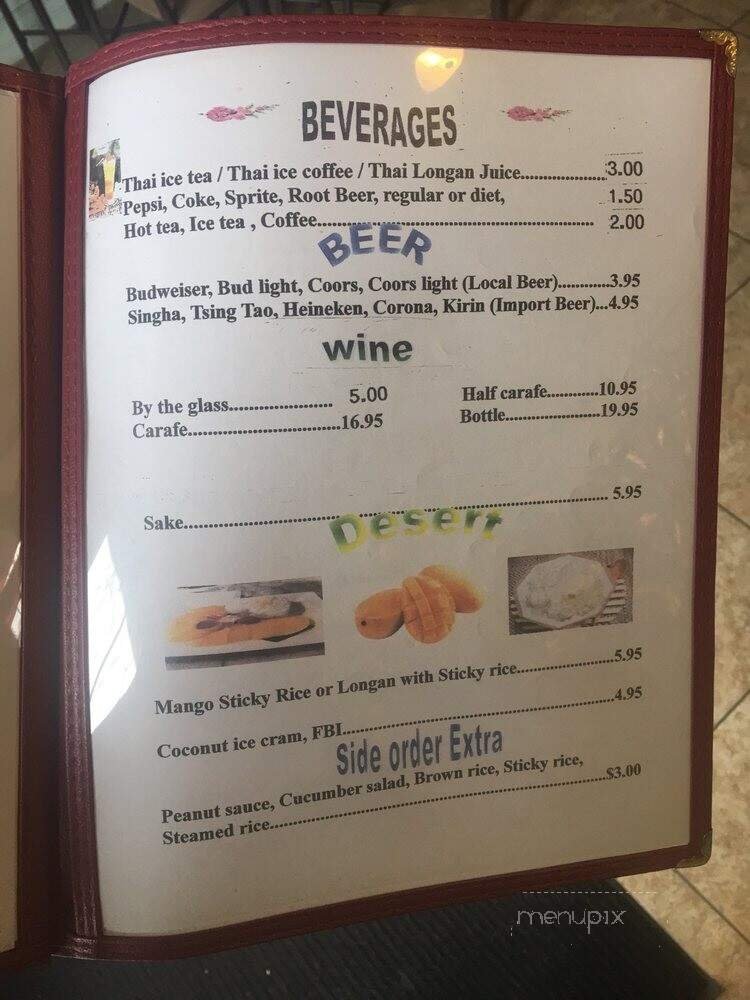 BEVERAGES
Thai ice tea / Thai ice coffee / Thai Longan Juice....................3.00
Pepsi, Coke, Sprite, Root Beer, regular or diet, 1.50
Hot tea, Ice tea , Coffee............................................................ 2.00
BEER
Budweiser, Bud light, Coors, Coors light (Local Beer)............3.95
Singha, Tsing Tao, Heineken, Corona, Kirin (Import Beer)...4.95
wine
By the glass....................... 5.00 Half carafe............10.95
Carafe..................................16.95 Bottle.....................19.95
Sake.................................................................................................... 5.95
Desert
Mango Sticky Rice or Longan with Sticky rice......................5.95
Coconut ice cram, FBI.............................................................4.95
Side order Extra
Peanut sauce, Cucumber salad, Brown rice, Sticky rice,
Steamed rice...........................................................................$3.00
menupix